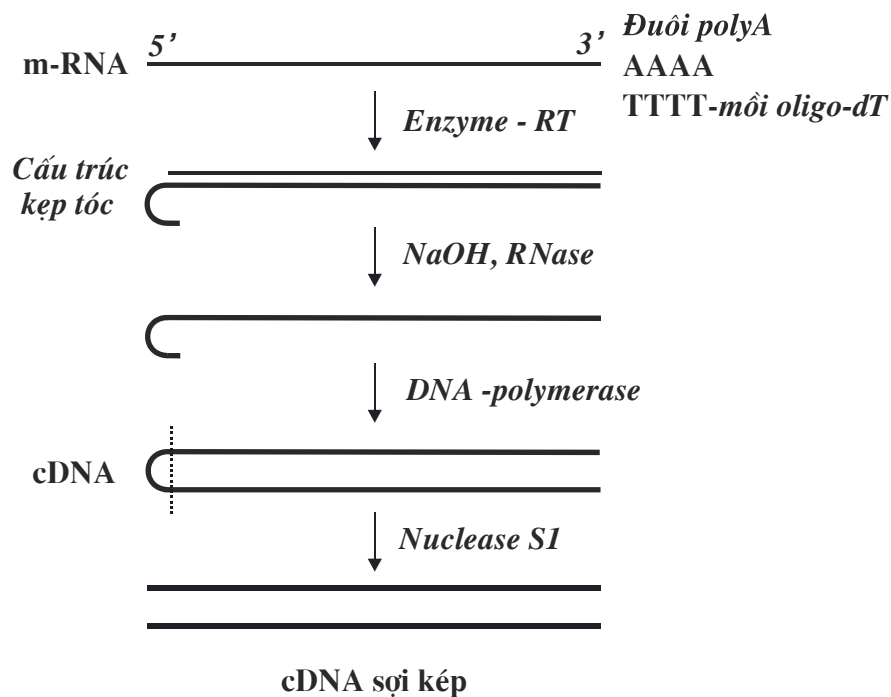 5’ 3’ Đuôi polyA
m-RNA AAAA
TTTT-mồi oligo-dT
Enzyme - RT
Cấu trúc
kẹp tóc
NaOH, RNase
DNA -polymerase
cDNA
Nuclease S1
cDNA sợi kép